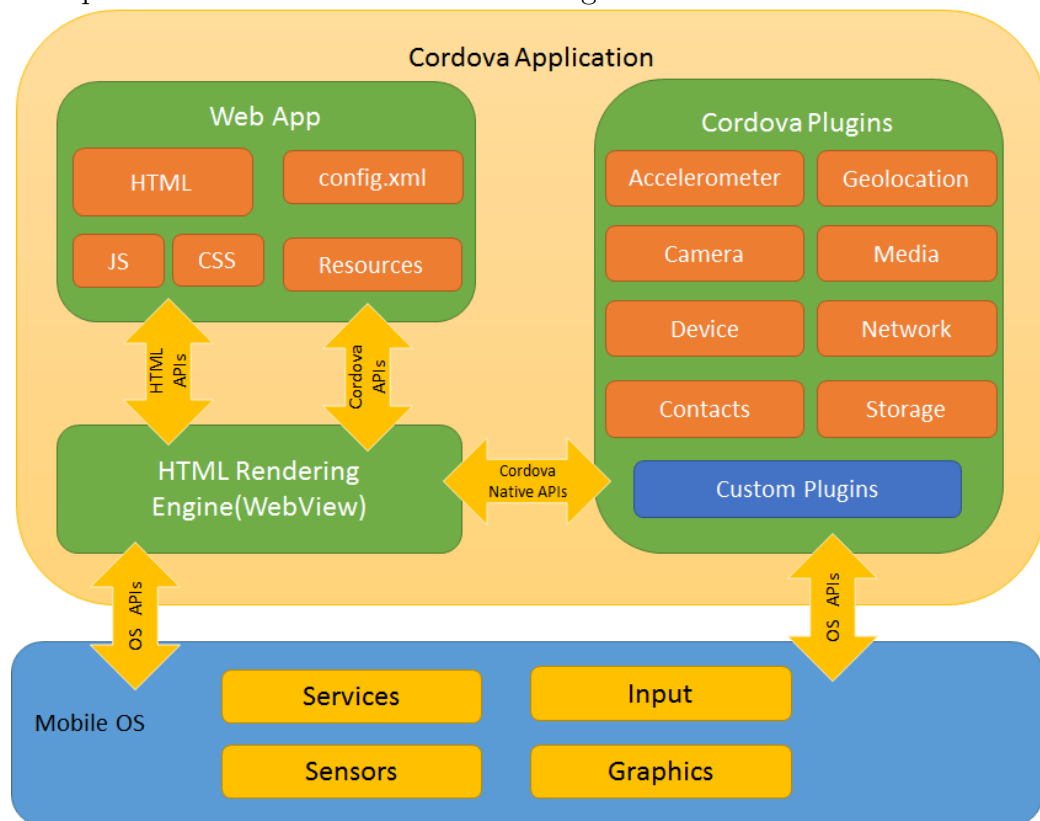 Cordova Application
Web App
HTML
config.xml
JS
CSS
Resources
HTML
APIs
Cordova
APIs
HTML Rendering
Engine(WebView)
Cordova
Native APIs
Cordova Plugins
Accelerometer
Geolocation
Camera
Media
Device
Network
Contacts
Storage
Custom Plugins
OS APIs
OS APIs
Mobile OS
Services
Input
Sensors
Graphics